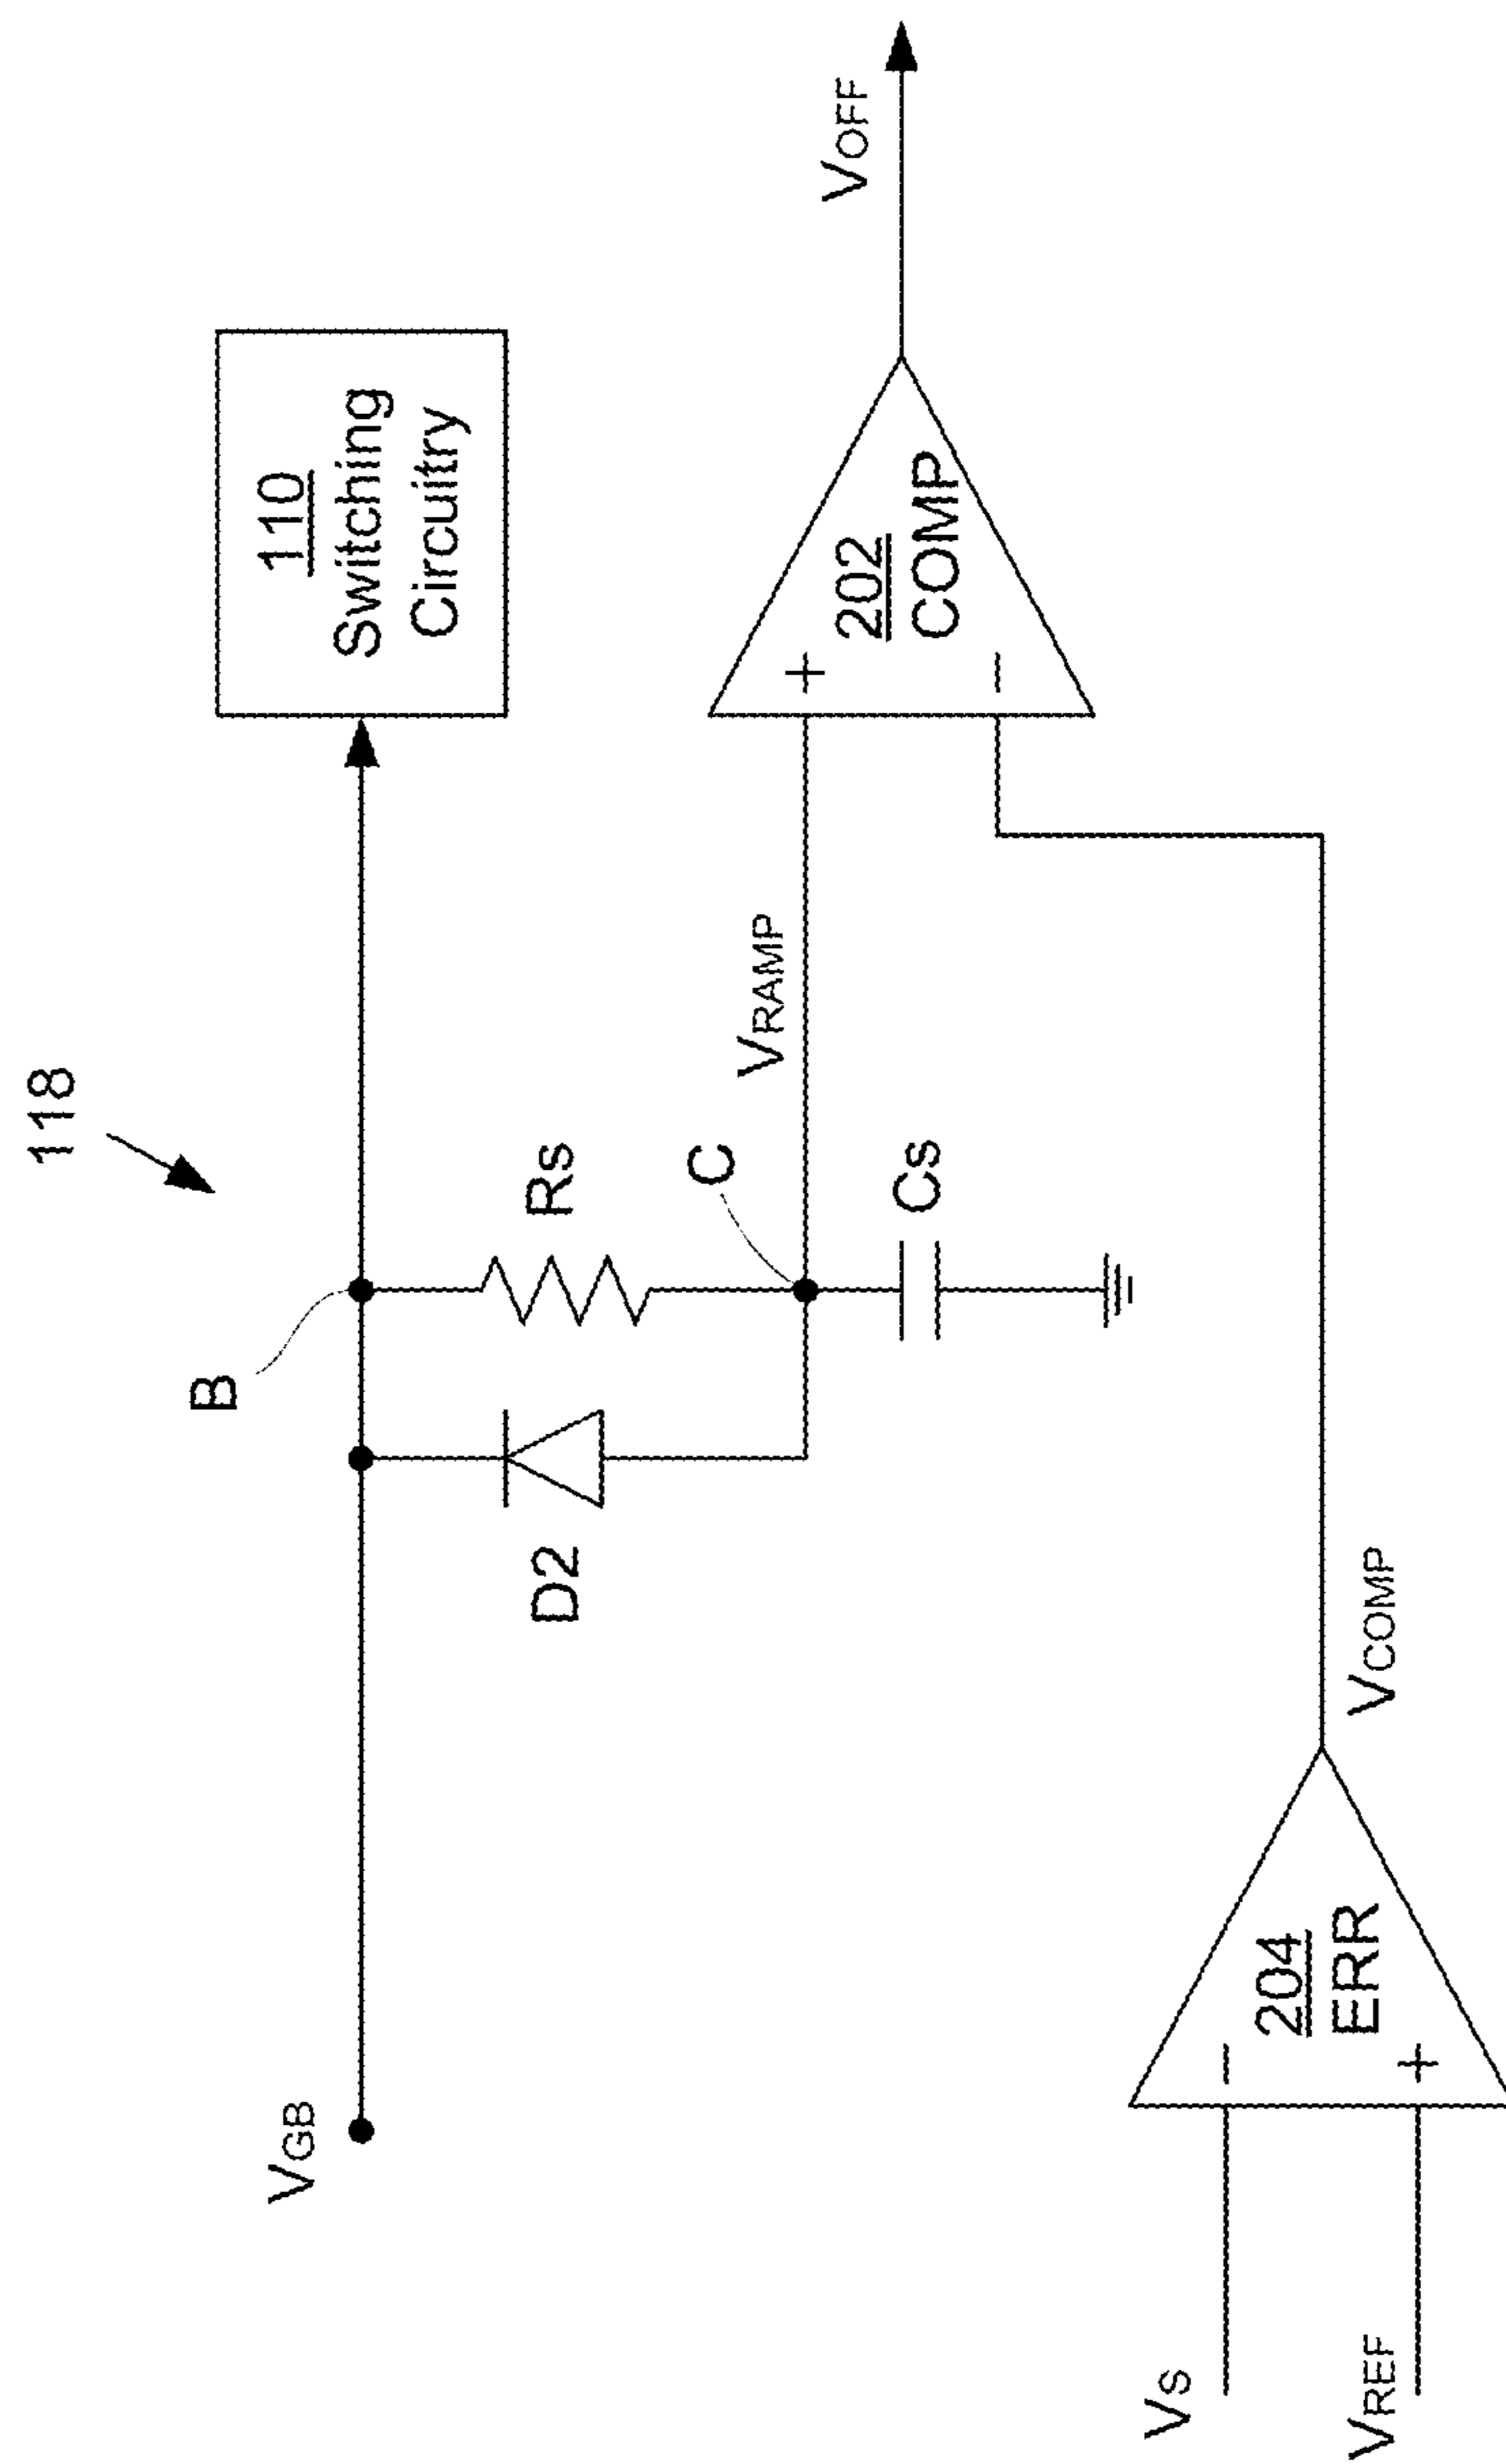 118
VGB
B
110
Switching
Circuitry
D2
Rs
C
VRAMP
Cs
+
−
202
COMP
VOFF
VS
VREF
−
+
204
ERR
VCOMP